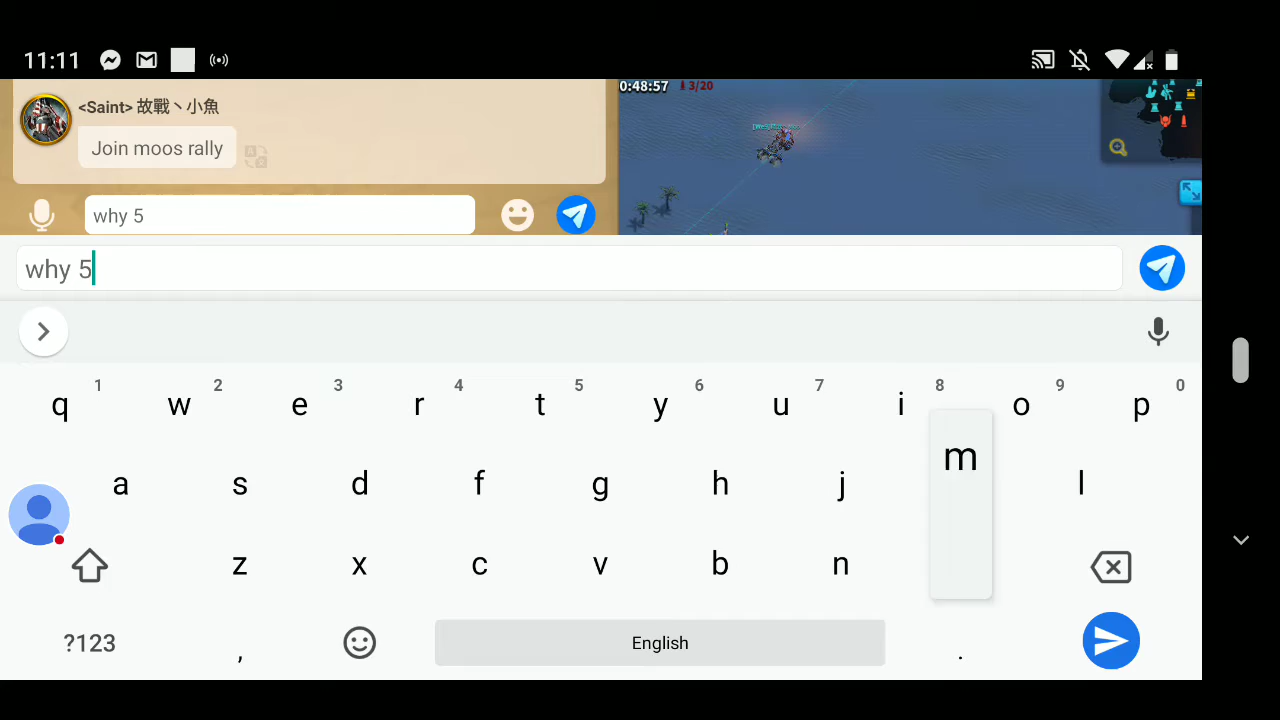 11:11
<Saint> 故戰丶小魚
Join moos rally
why 5
0:48:57 3/20
why 5
1 2 3 4 5 6 7 8 9 0
q w e r t y u i o p
m
a s d f g h j l
z x c v b n
?123 , English .